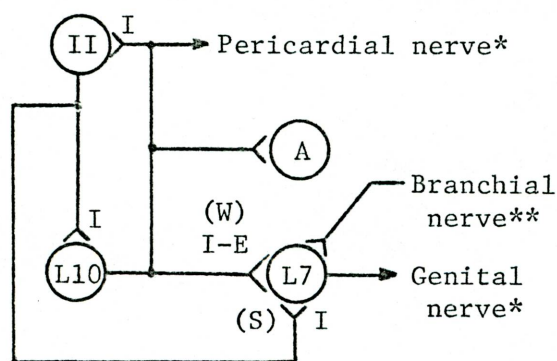 II
I
Pericardial nerve*
A
Branchial
nerve**
(W)
I
I-E
L10
L7
Genital
nerve*
(S)
I